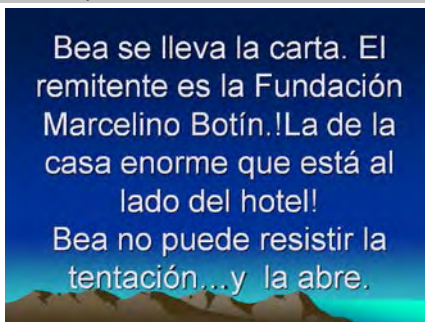 Bea se lleva la carta. El
remitente es la Fundación
Marcelino Botín.!La de la
casa enorme que está al
lado del hotel!
Bea no puede resistir la
tentación...y la abre.